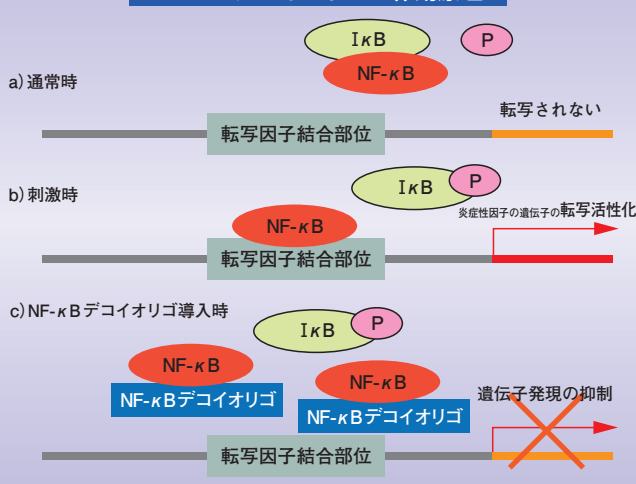 IκB
P
NF-κB
a)通常時
転写されない
転写因子結合部位
b)刺激時
IκB
P
炎症性因子の遺伝子の転写活性化
NF-κB
転写因子結合部位
c)NF-κBデコイオリゴ導入時
IκB
P
NF-κB
NF-κBデコイオリゴ
NF-κB
NF-κBデコイオリゴ
遺伝子発現の抑制
転写因子結合部位